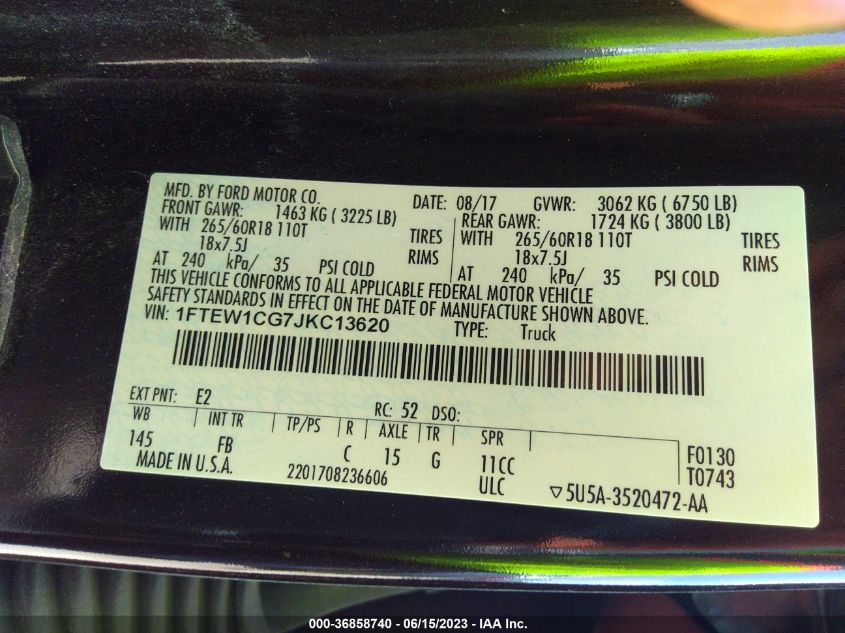 MFD. BY FORD MOTOR CO. DATE: 08/17 GVWR: 3062 KG ( 6750 LB)
FRONT GAWR: 1463 KG ( 3225 LB) REAR GAWR: 1724 KG ( 3800 LB)
WITH 265/60R18 110T TIRES WITH 265/60R18 110T TIRES
18x7.5J RIMS 18x7.5J RIMS
AT 240 kPa/ 35 PSI COLD AT 240 kPa/ 35 PSI COLD
THIS VEHICLE CONFORMS TO ALL APPLICABLE FEDERAL MOTOR VEHICLE
SAFETY STANDARDS IN EFFECT ON THE DATE OF MANUFACTURE SHOWN ABOVE.
VIN: 1FTEW1CG7JKC13620 TYPE: Truck
EXT PNT: E2 RC: 52 DSO:
WB INT TR TP/PS R AXLE TR SPR
145 FB C 15 G 11CC F0130
MADE IN U.S.A. 2201708236606 ULC ▽5U5A-3520472-AA T0743
000-36858740 - 06/15/2023 - IAA Inc.